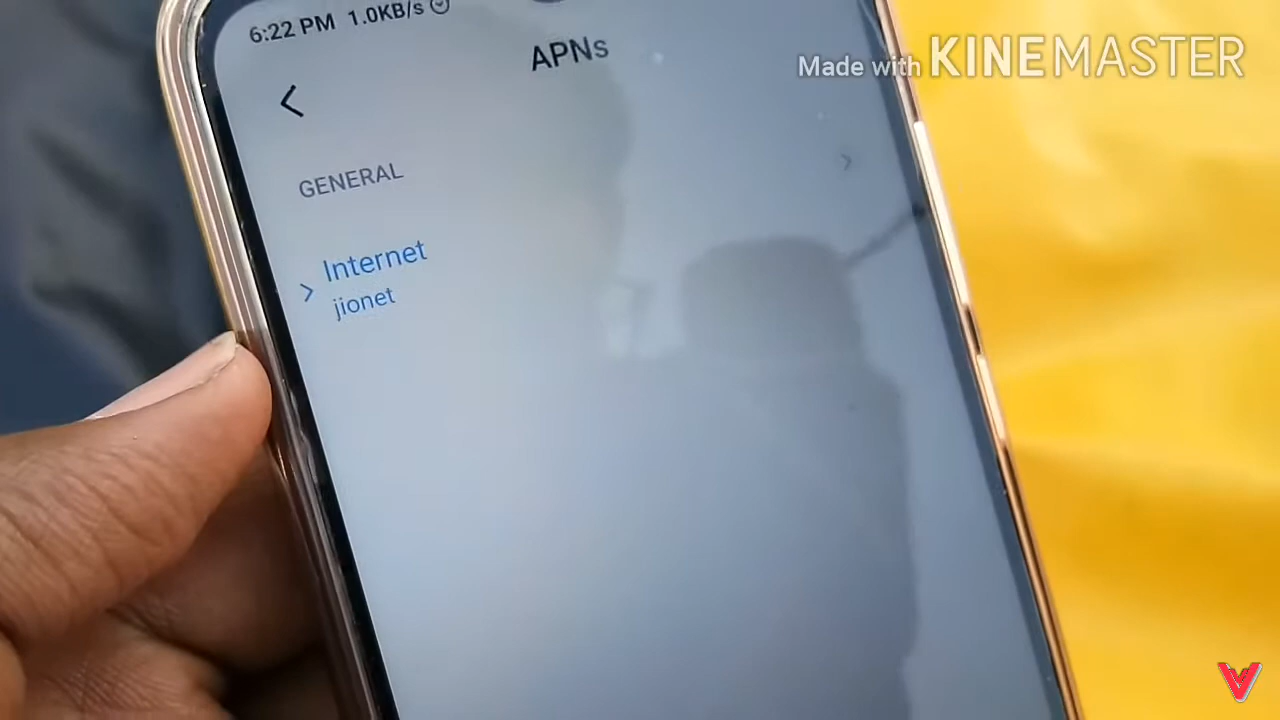 6:22 PM 1.0KB/s
APNs
Made with KINEMASTER
GENERAL
Internet
jionet